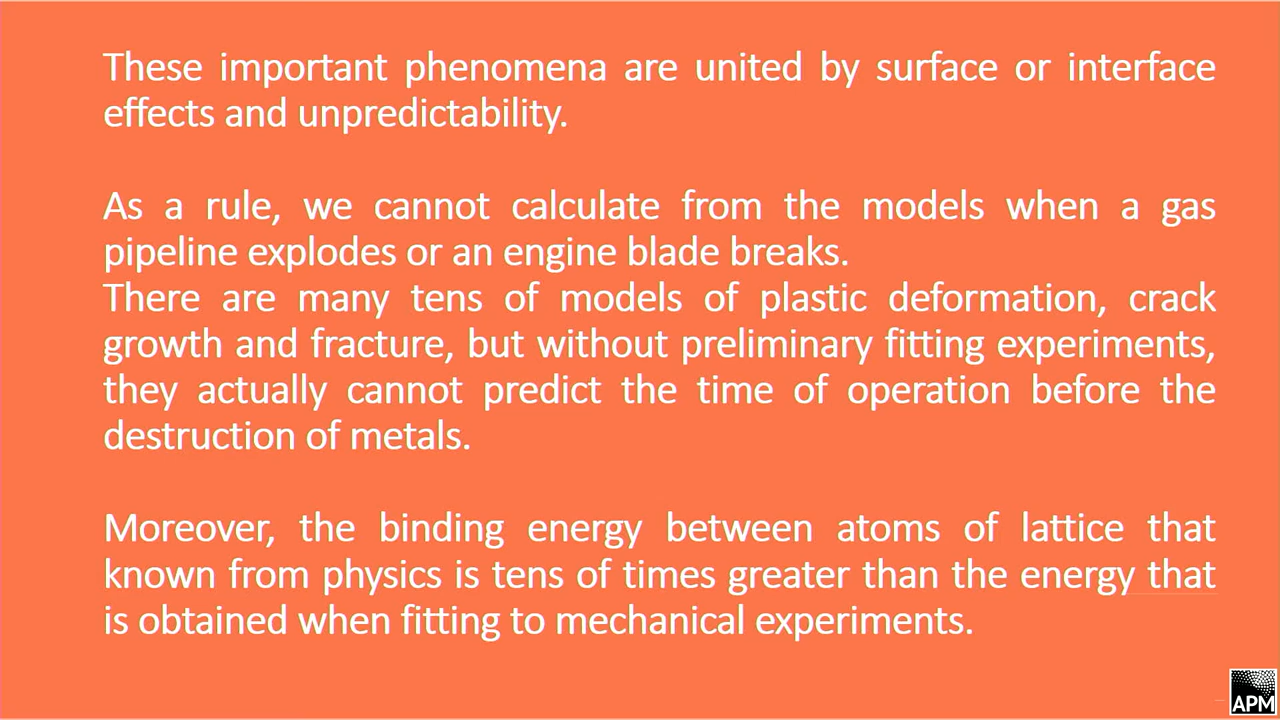 These important phenomena are united by surface or interface
effects and unpredictability.
As a rule, we cannot calculate from the models when a gas
pipeline explodes or an engine blade breaks.
There are many tens of models of plastic deformation, crack
growth and fracture, but without preliminary fitting experiments,
they actually cannot predict the time of operation before the
destruction of metals.
Moreover, the binding energy between atoms of lattice that
known from physics is tens of times greater than the energy that
is obtained when fitting to mechanical experiments.
APM